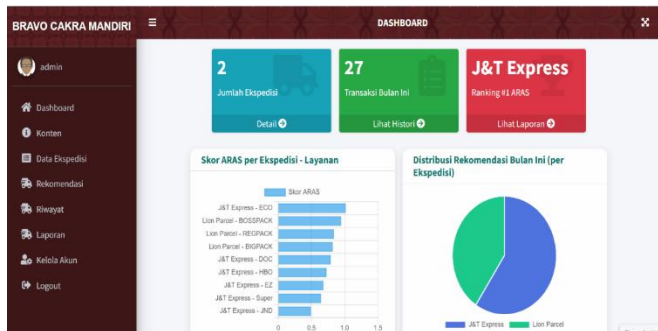 BRAVO CAKRA MANDIRI
DASHBOARD
admin
Dashboard
Konten
Data Ekspedisi
Rekomendasi
Riwayat
Laporan
Kelola Akun
Logout
2
Jumlah Ekspedisi
Detail
27
Transaksi Bulan Ini
Lihat Histori
J&T Express
Ranking #1 ARAS
Lihat Laporan
Skor ARAS per Ekspedisi - Layanan
Skor ARAS
J&T Express - ECO
Lion Parcel - BOSSPACK
Lion Parcel - REGPACK
Lion Parcel - BIGPACK
J&T Express - DOC
J&T Express - HBO
J&T Express - EZ
J&T Express - Super
J&T Express - JND
0 0.5 1.0 1.5
Distribusi Rekomendasi Bulan Ini (per
Ekspedisi)
J&T Express Lion Parcel